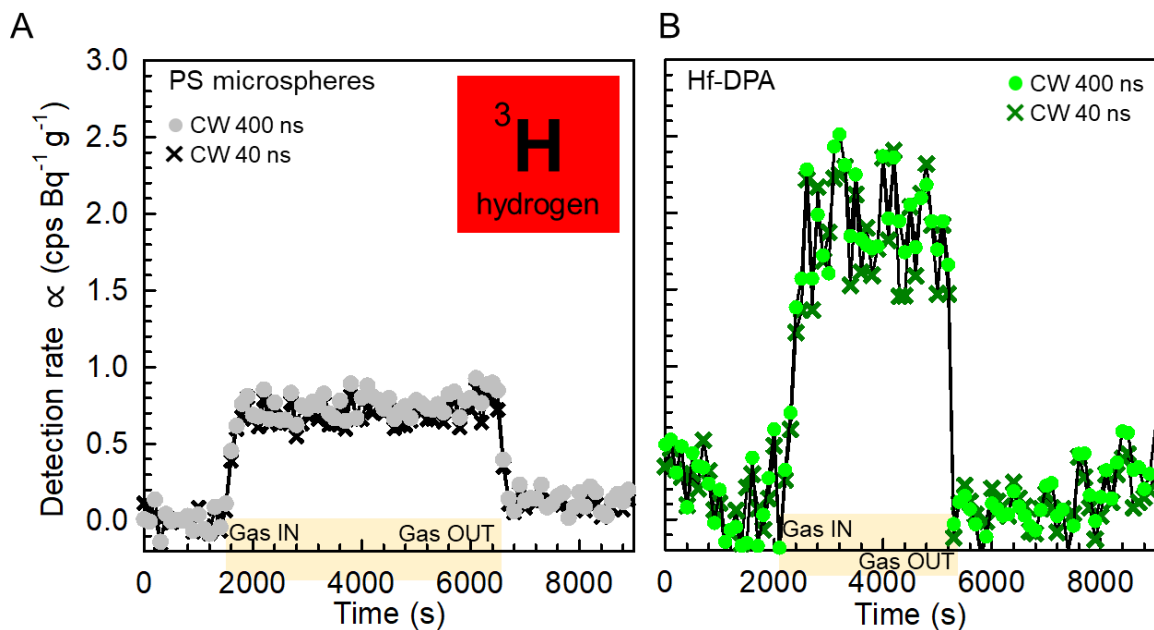 A
B
Detection rate ∝ (cps Bq⁻¹ g⁻¹)
3.0
2.5
2.0
1.5
1.0
0.5
0.0
PS microspheres
CW 400 ns
CW 40 ns
³H
hydrogen
Gas IN
Gas OUT
0 2000 4000 6000 8000
Time (s)
Hf-DPA
CW 400 ns
CW 40 ns
Gas IN
Gas OUT
0 2000 4000 6000 8000
Time (s)